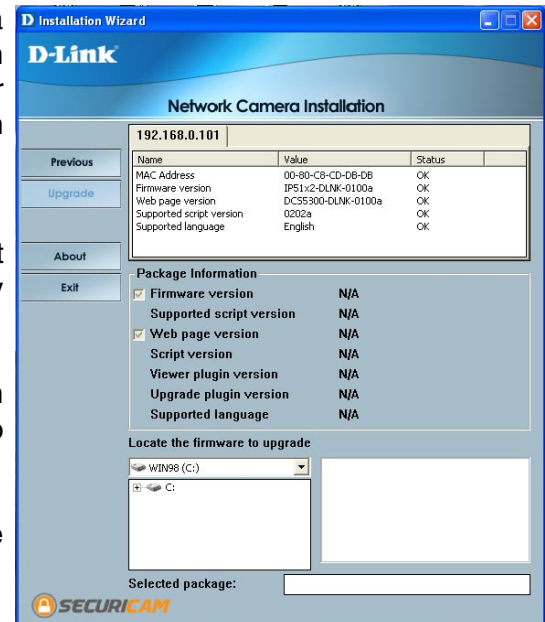 Installation Wizard
D-Link
Network Camera Installation
192.168.0.101
Previous
Upgrade
About
Exit
Name Value Status
MAC Address 00-80-C8-CD-DB-DB OK
Firmware version IP51x2-DLNK-0100a OK
Web page version DCS5300-DLNK-0100a OK
Supported script version 0202a OK
Supported language English OK
Package Information
Firmware version N/A
Supported script version N/A
Web page version N/A
Script version N/A
Viewer plugin version N/A
Upgrade plugin version N/A
Supported language N/A
Locate the firmware to upgrade
WIN98 (C:)
C:
Selected package:
SECURICAM